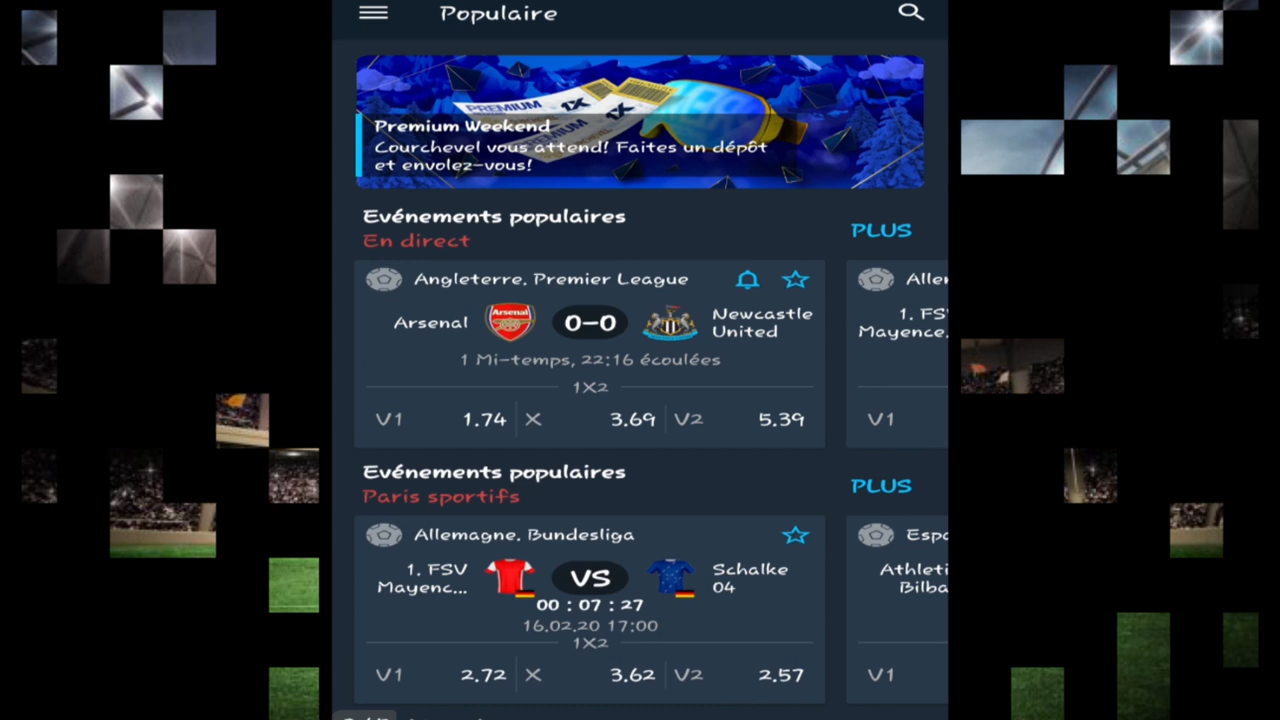 Populaire
PREMIUM 1X
PREMIUM 1X
Premium Weekend
Courchevel vous attend! Faites un dépôt
et envolez-vous!
Evénements populaires
En direct
PLUS
Angleterre. Premier League
Arsenal
Arsenal
0-0
Newcastle
United
1 Mi-temps, 22:16 écoulées
1X2
V1 1.74 X 3.69 V2 5.39
1. FS
Mayence.
V1
Evénements populaires
Paris sportifs
PLUS
Allemagne. Bundesliga
1. FSV
Mayenc...
VS
Schalke
04
00 : 07 : 27
16.02.20 17:00
1X2
V1 2.72 X 3.62 V2 2.57
Espa
Athleti
Bilba
V1